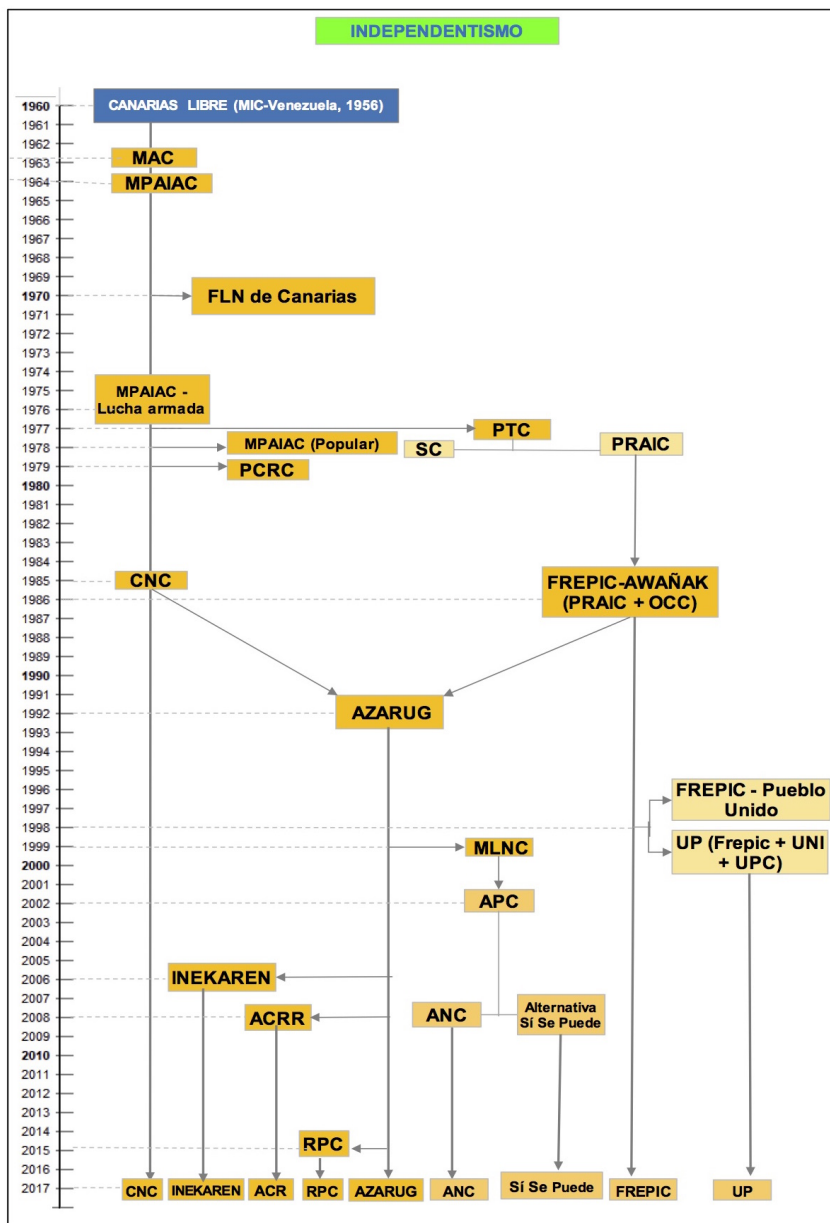 INDEPENDENTISMO
1960
CANARIAS LIBRE (MIC-Venezuela, 1956)
1961
1962
MAC
1963
1964
MPAIAC
1965
1966
1967
1968
1969
1970
FLN de Canarias
1971
1972
1973
1974
1975
MPAIAC -
Lucha armada
1976
1977
PTC
1978
MPAIAC (Popular)
SC
PRAIC
1979
PCRC
1980
1981
1982
1983
1984
1985
CNC
FREPIC-AWAÑAK
(PRAIC + OCC)
1986
1987
1988
1989
1990
1991
1992
AZARUG
1993
1994
1995
1996
FREPIC - Pueblo
Unido
1997
1998
1999
MLNC
UP (Frepic + UNI
+ UPC)
2000
2001
2002
APC
2003
2004
2005
2006
INEKAREN
2007
2008
ACRR
ANC
Alternativa
Sí Se Puede
2009
2010
2011
2012
2013
2014
RPC
2015
2016
2017
CNC
INEKAREN
ACR
RPC
AZARUG
ANC
Sí Se Puede
FREPIC
UP